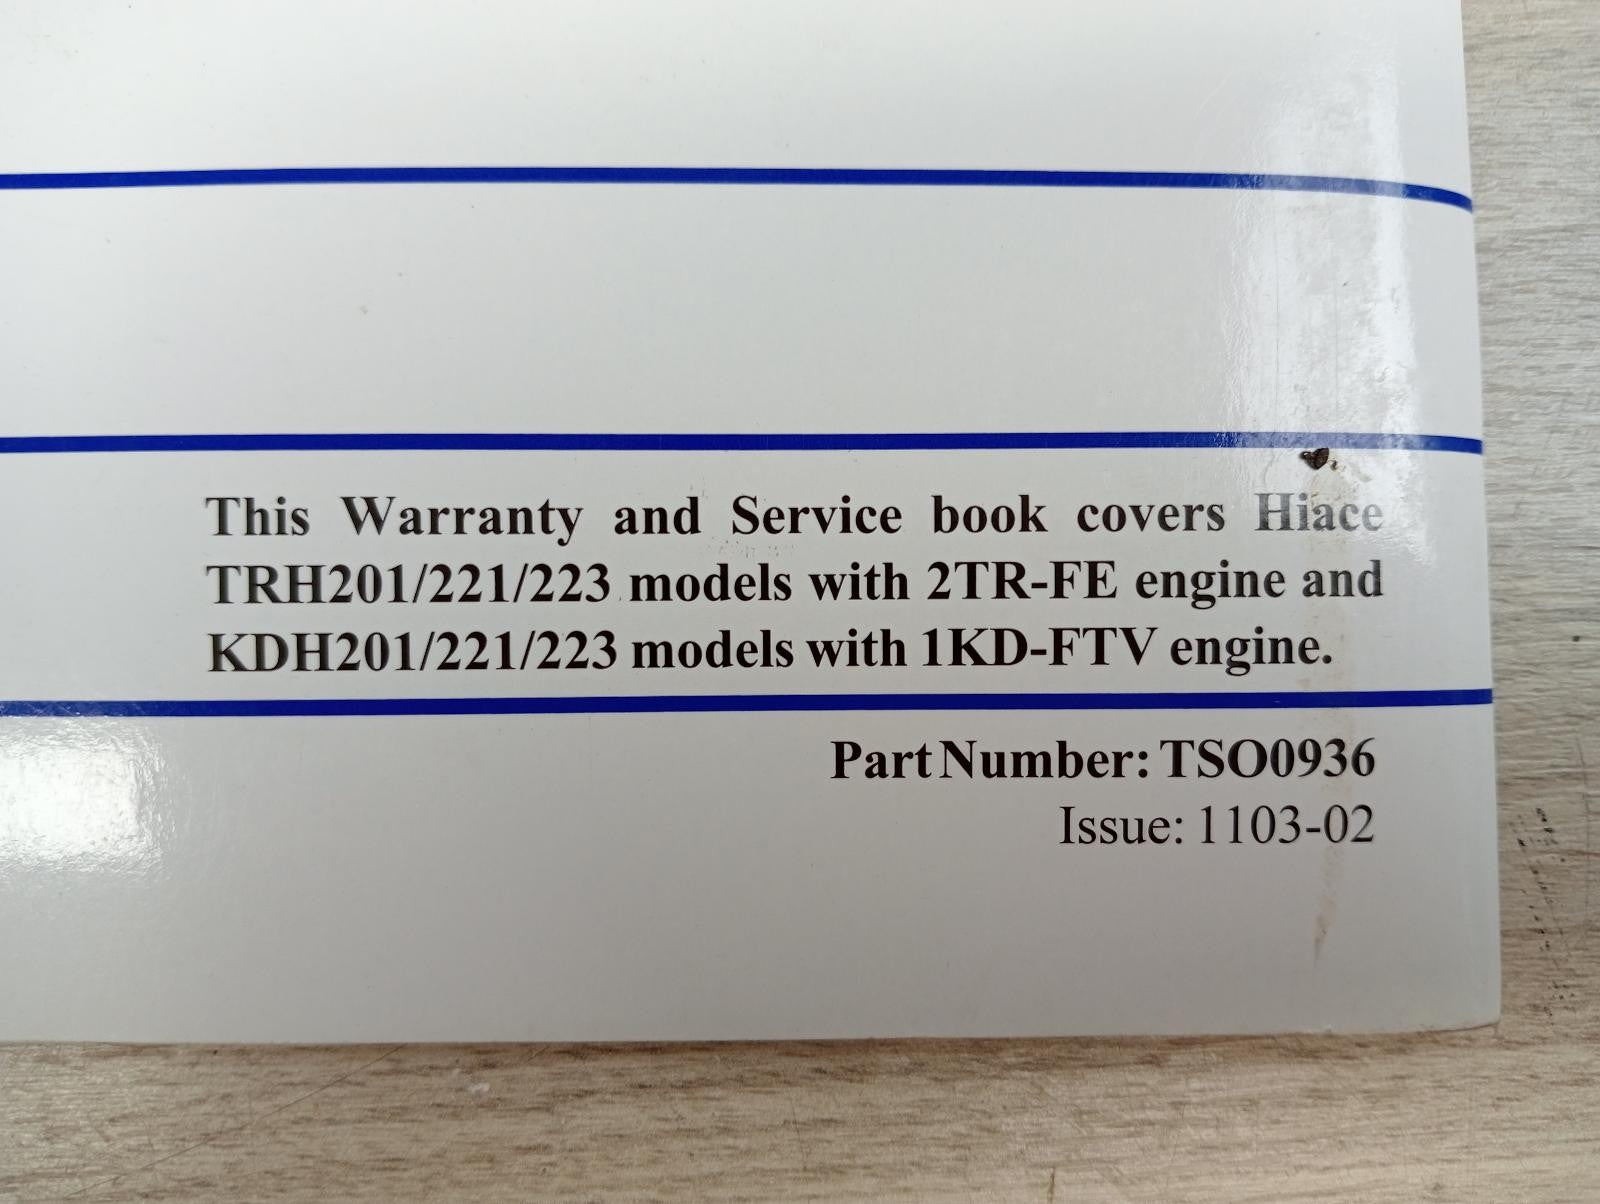 This Warranty and Service book covers Hiace
TRH201/221/223 models with 2TR-FE engine and
KDH201/221/223 models with 1KD-FTV engine.
Part Number: TSO0936
Issue: 1103-02